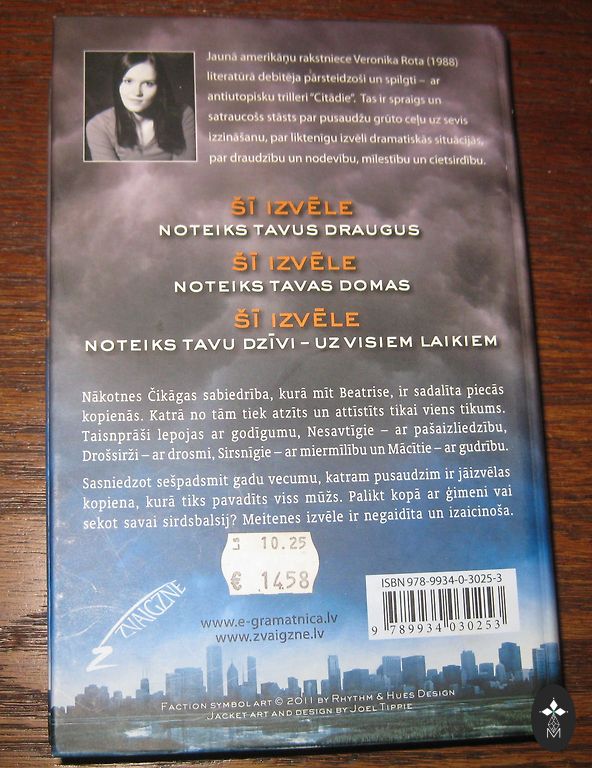 Jaunā amerikāņu rakstniece Veronika Rota (1988)
literatūrā debitēja pārsteidzoši un spilgti – ar
antiutopisku trilleri "Citādie". Tas ir spraigs un
satraucošs stāsts par pusaudžu grūto ceļu uz sevis
izzināšanu, par liktenīgu izvēli dramatiskās situācijās,
par draudzību un nodevību, mīlestību un cietsirdību.
ŠĪ IZVĒLE
NOTEIKS TAVUS DRAUGUS
ŠĪ IZVĒLE
NOTEIKS TAVAS DOMAS
ŠĪ IZVĒLE
NOTEIKS TAVU DZĪVI – UZ VISIEM LAIKIEM
Nākotnes Čikāgas sabiedrība, kurā mīt Beatrise, ir sadalīta piecās
kopienās. Katrā no tām tiek atzīts un attīstīts tikai viens tikums.
Taisnprāši lepojas ar godīgumu, Nesavtīgie – ar pašaizliedzību,
Drošsirži – ar drosmi, Sirsnīgie – ar miermīlību un Mācītie – ar gudrību.
Sasniedzot sešpadsmit gadu vecumu, katram pusaudzim ir jāizvēlas
kopiena, kurā tiks pavadīts viss mūžs. Palikt kopā ar ģimeni vai
sekot savai sirdsbalsij? Meitenes izvēle ir negaidīta un izaicinoša.
Ls 10.25
€ 14.58
ISBN 978-9934-0-3025-3
9 789934 030253
ZVAIGZNE
www.e-gramatnica.lv
www.zvaigzne.lv
FACTION SYMBOL ART © 2011 BY RHYTHM & HUES DESIGN
JACKET ART AND DESIGN BY JOEL TIPPIE
M